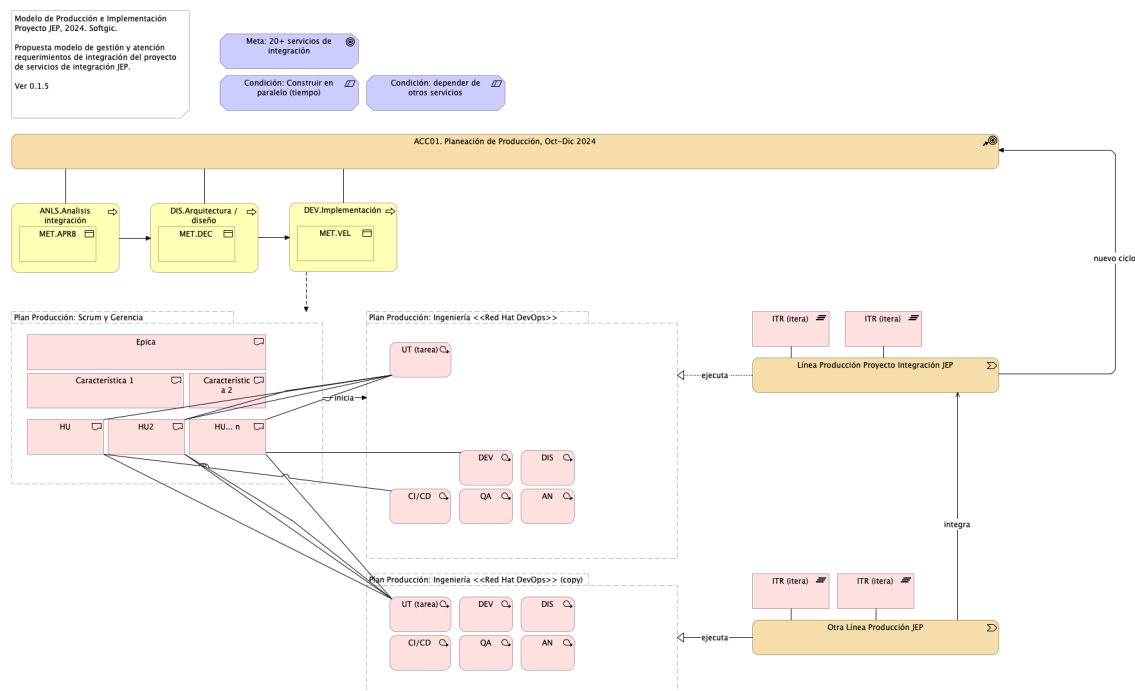 Modelo de Producción e Implementación
Proyecto JEP, 2024. Softgic.
Propuesta modelo de gestión y atención
requerimientos de integración del proyecto
de servicios de integración JEP.
Ver 0.1.5
Meta: 20+ servicios de
integración
Condición: Construir en
paralelo (tiempo)
Condición: depender de
otros servicios
ACC01. Planeación de Producción, Oct-Dic 2024
ANLS.Analisis
integración
MET.APRB
DIS.Arquitectura /
diseño
MET.DEC
DEV.Implementación
MET.VEL
nuevo ciclo
Plan Producción: Scrum y Gerencia
Epica
Característica 1
Característic
a 2
HU
HU2
HU... n
inicia
Plan Producción: Ingeniería <<Red Hat DevOps>>
UT (tarea)
DEV
DIS
CI/CD
QA
AN
ejecuta
ITR (itera)
ITR (itera)
Línea Producción Proyecto Integración JEP
integra
Plan Producción: Ingeniería <<Red Hat DevOps>> (copy)
UT (tarea)
DEV
DIS
CI/CD
QA
AN
ejecuta
ITR (itera)
ITR (itera)
Otra Línea Producción JEP